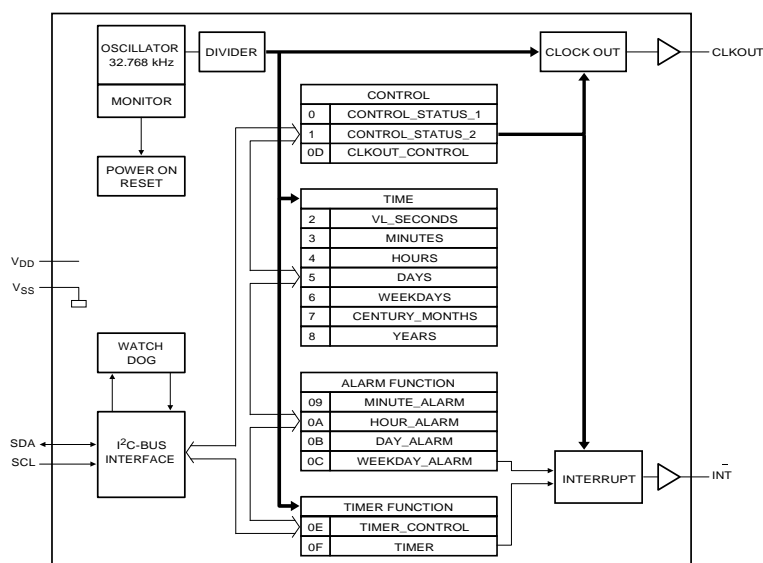 OSCILLATOR
32.768 kHz
DIVIDER
CLOCK OUT
CLKOUT
MONITOR
POWER ON
RESET
CONTROL
0 CONTROL_STATUS_1
1 CONTROL_STATUS_2
0D CLKOUT_CONTROL
TIME
2 VL_SECONDS
3 MINUTES
4 HOURS
5 DAYS
6 WEEKDAYS
7 CENTURY_MONTHS
8 YEARS
VDD
VSS
WATCH
DOG
SDA
SCL
I2C-BUS
INTERFACE
ALARM FUNCTION
09 MINUTE_ALARM
0A HOUR_ALARM
0B DAY_ALARM
0C WEEKDAY_ALARM
INTERRUPT
INT
TIMER FUNCTION
0E TIMER_CONTROL
0F TIMER